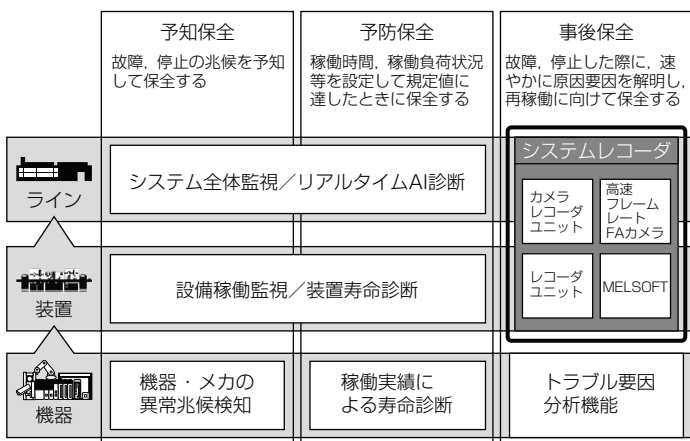 予知保全
故障，停止の兆候を予知
して保全する
予防保全
稼働時間，稼働負荷状況
等を設定して規定値に
達したときに保全する
事後保全
故障，停止した際に，速
やかに原因要因を解明し，
再稼働に向けて保全する
ライン
システム全体監視／リアルタイムAI診断
システムレコーダ
カメラ
レコーダ
ユニット
高速
フレーム
レート
FAカメラ
レコーダ
ユニット
MELSOFT
装置
設備稼働監視／装置寿命診断
機器
機器・メカの
異常兆候検知
稼働実績に
よる寿命診断
トラブル要因
分析機能